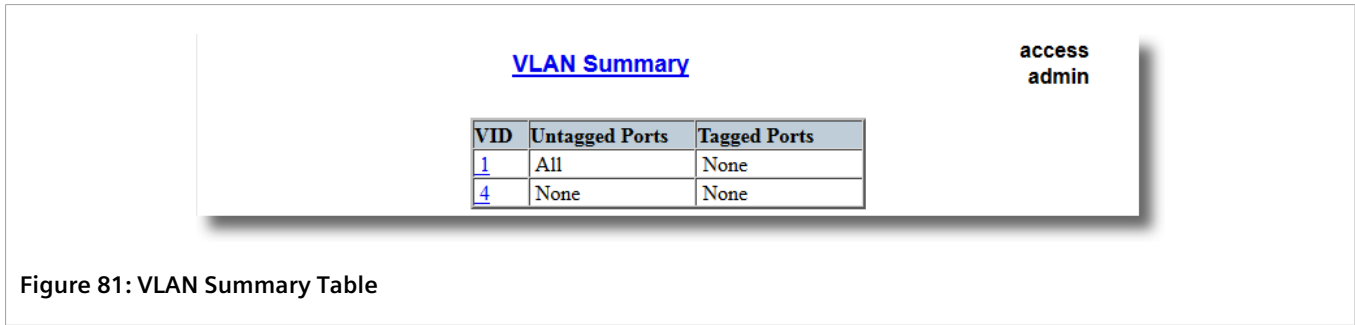 VLAN Summary
access
admin
VID Untagged Ports Tagged Ports
1 All None
4 None None
Figure 81: VLAN Summary Table